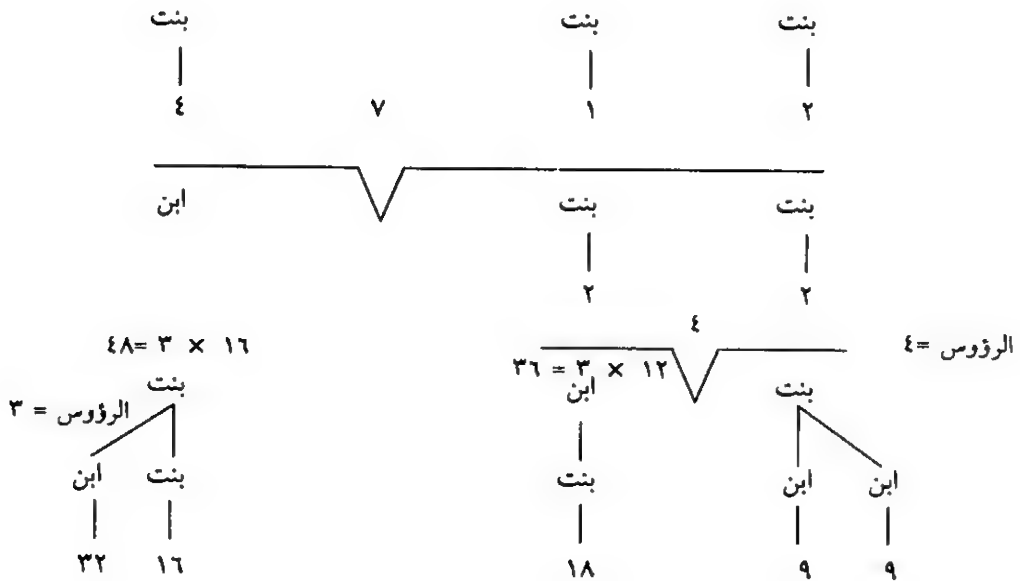 بنت بنت بنت
٢ ١ ٧ ٤
بنت بنت ابن
٢ ٢
الرؤوس =٤ ٤ ١٦ × ٣ =٤٨
١٢ × ٣ = ٣٦
بنت ابن بنت
الرؤوس = ٣
ابن ابن بنت بنت ابن
٩ ٩ ١٨ ١٦ ٣٢